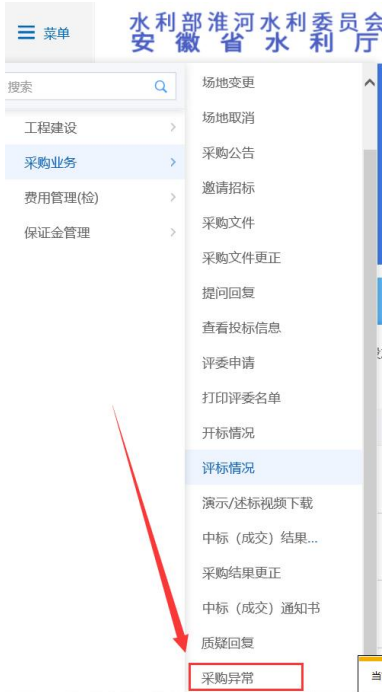 菜单
水利部淮河水利委员会
安徽省水利厅
搜索
工程建设
采购业务
费用管理(检)
保证金管理
场地变更
场地取消
采购公告
邀请招标
采购文件
采购文件更正
提问回复
查看投标信息
评委申请
打印评委名单
开标情况
评标情况
演示/述标视频下载
中标（成交）结果...
采购结果更正
中标（成交）通知书
质疑回复
采购异常
当